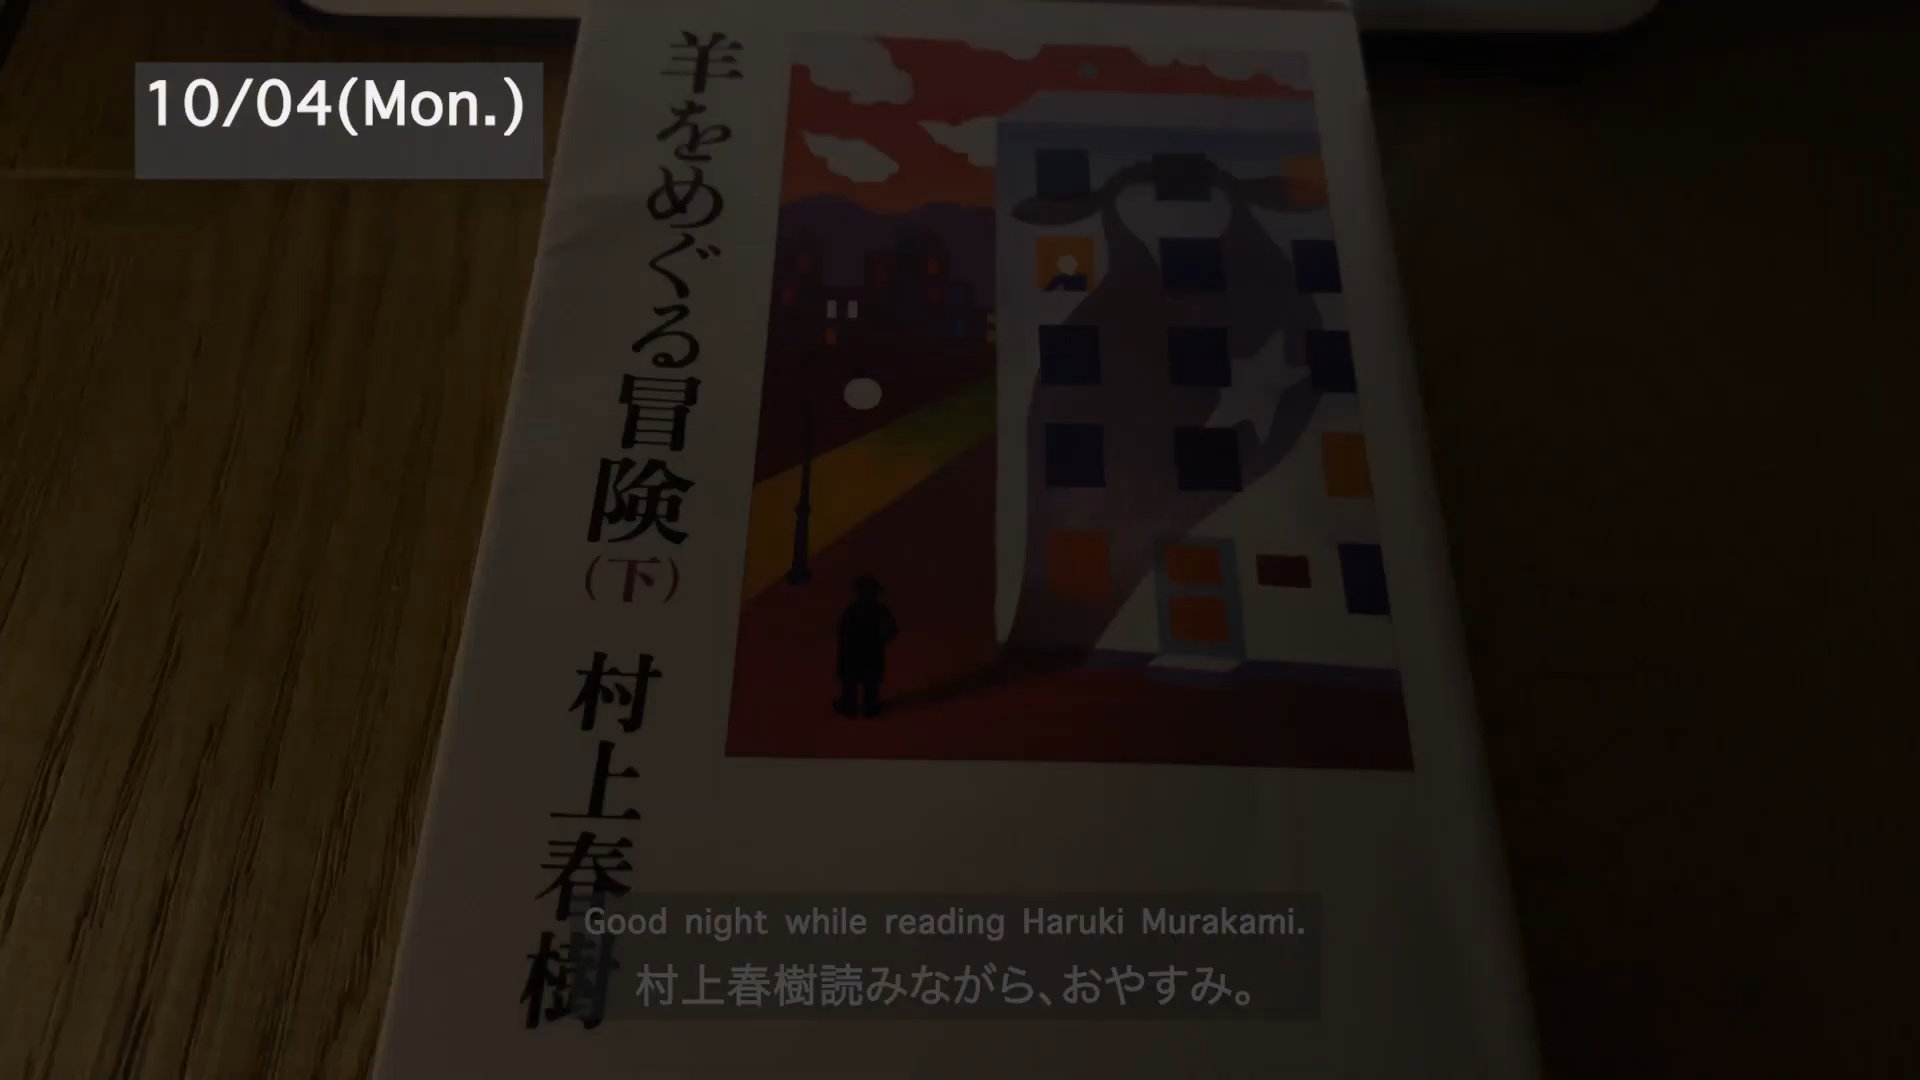 10/04(Mon.)
羊をめぐる冒険
(下)
村上春樹
Good night while reading Haruki Murakami.
村上春樹読みながら、おやすみ。